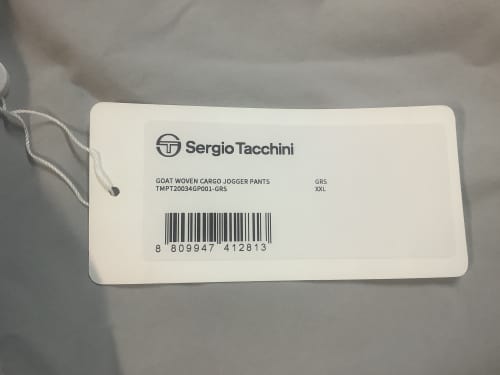 Sergio Tacchini
GOAT WOVEN CARGO JOGGER PANTS GRS
TMPT20034GP001-GRS XXL
8 809947 412813